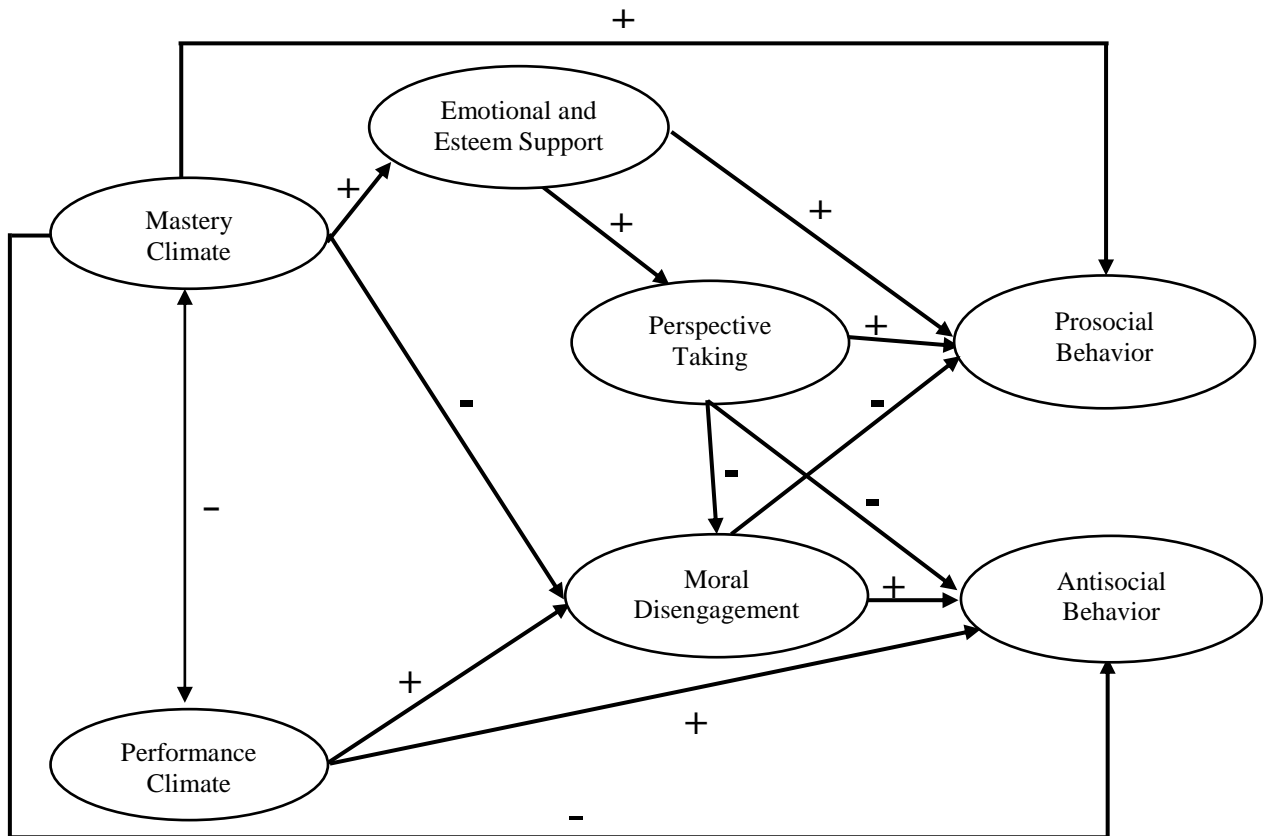 +
Emotional and
Esteem Support
+
Mastery
Climate
+
+
Perspective
Taking
+
Prosocial
Behavior
-
-
-
-
-
Moral
Disengagement
+
Antisocial
Behavior
+
+
Performance
Climate
-